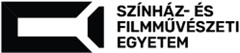 SZÍNHÁZ- ÉS
FILMMŰVÉSZETI
EGYETEM